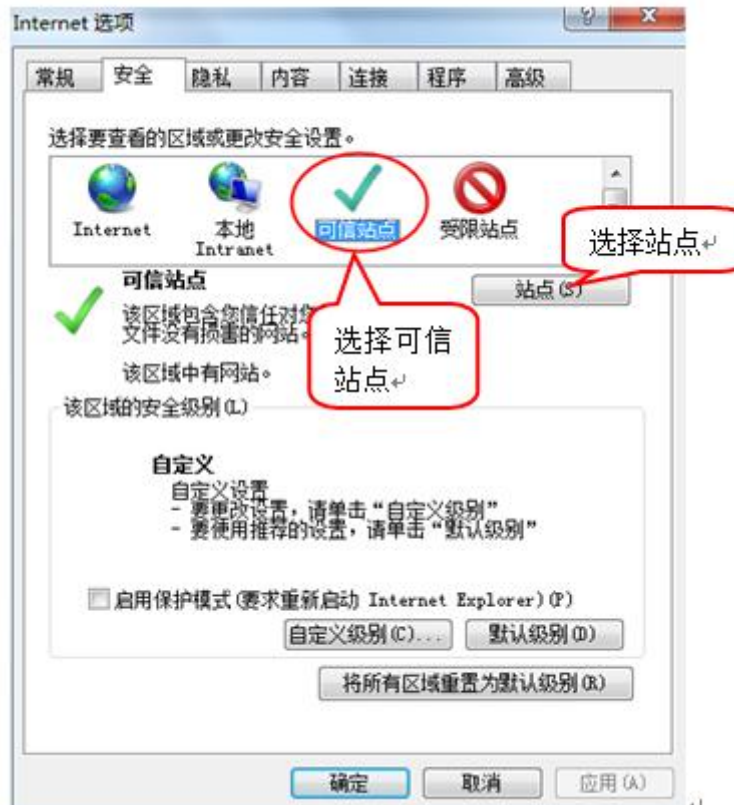 Internet 选项
常规 安全 隐私 内容 连接 程序 高级
选择要查看的区域或更改安全设置。
Internet
本地
Intranet
可信站点
受限站点
选择站点
可信站点
站点(S)
该区域包含您信任对您
文件没有损害的网站。
选择可信
站点
该区域中有网站。
该区域的安全级别(L)
自定义
自定义设置
- 要更改设置，请单击“自定义级别”
- 要使用推荐的设置，请单击“默认级别”
启用保护模式(要求重新启动 Internet Explorer)(P)
自定义级别(C)... 默认级别(D)
将所有区域重置为默认级别(R)
确定 取消 应用(A)